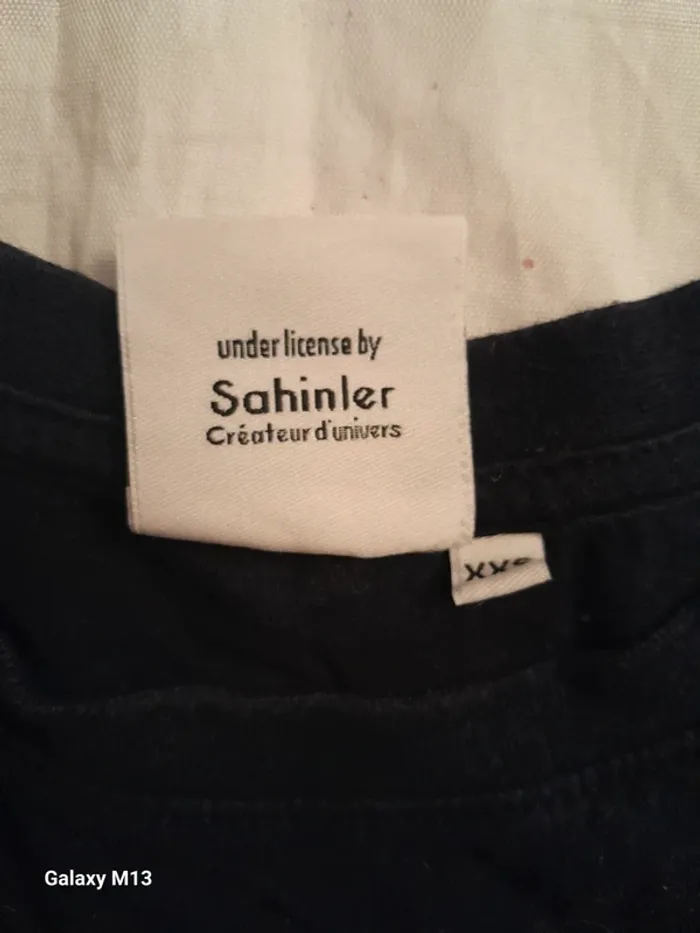 under license by
Sahinler
Créateur d'univers
Galaxy M13